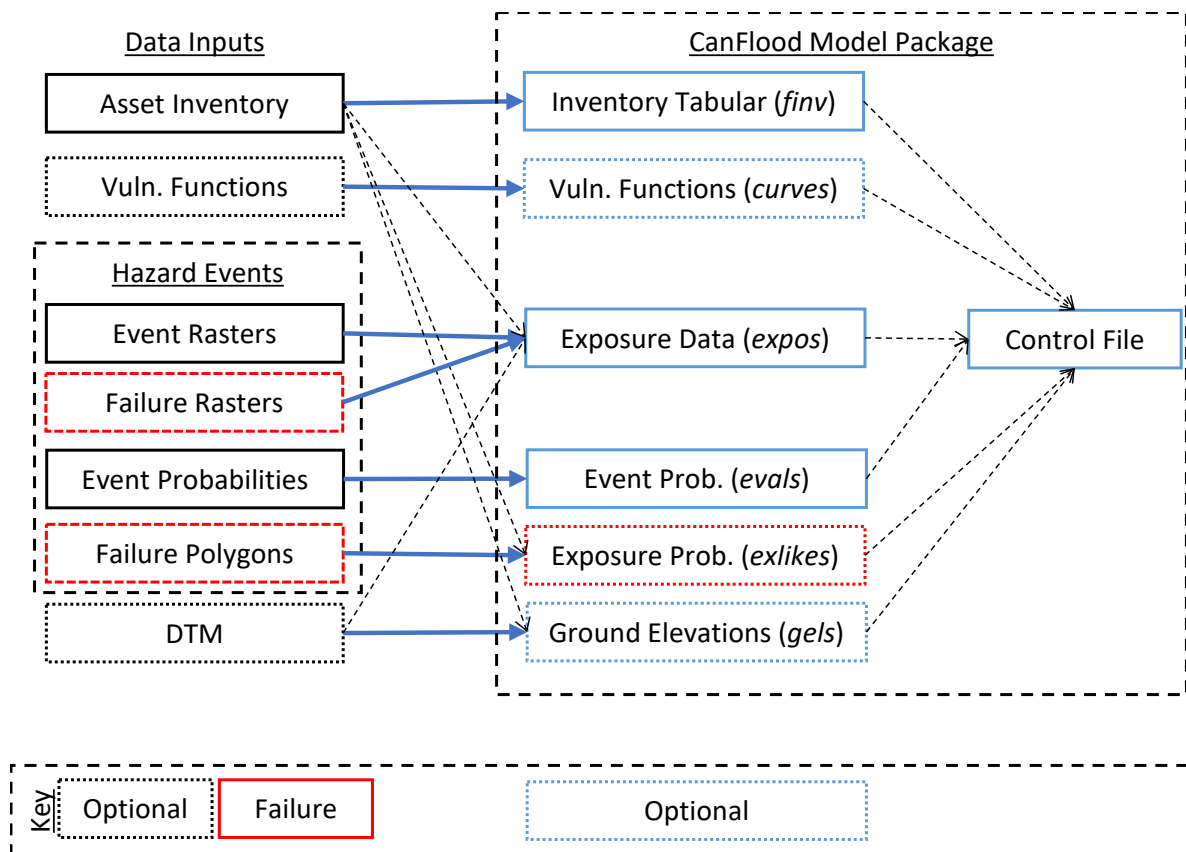 Data Inputs
Asset Inventory
Vuln. Functions
Hazard Events
Event Rasters
Failure Rasters
Event Probabilities
Failure Polygons
DTM
CanFlood Model Package
Inventory Tabular (finv)
Vuln. Functions (curves)
Exposure Data (expos)
Event Prob. (evals)
Exposure Prob. (exlikes)
Ground Elevations (gels)
Control File
Key
Optional
Failure
Optional